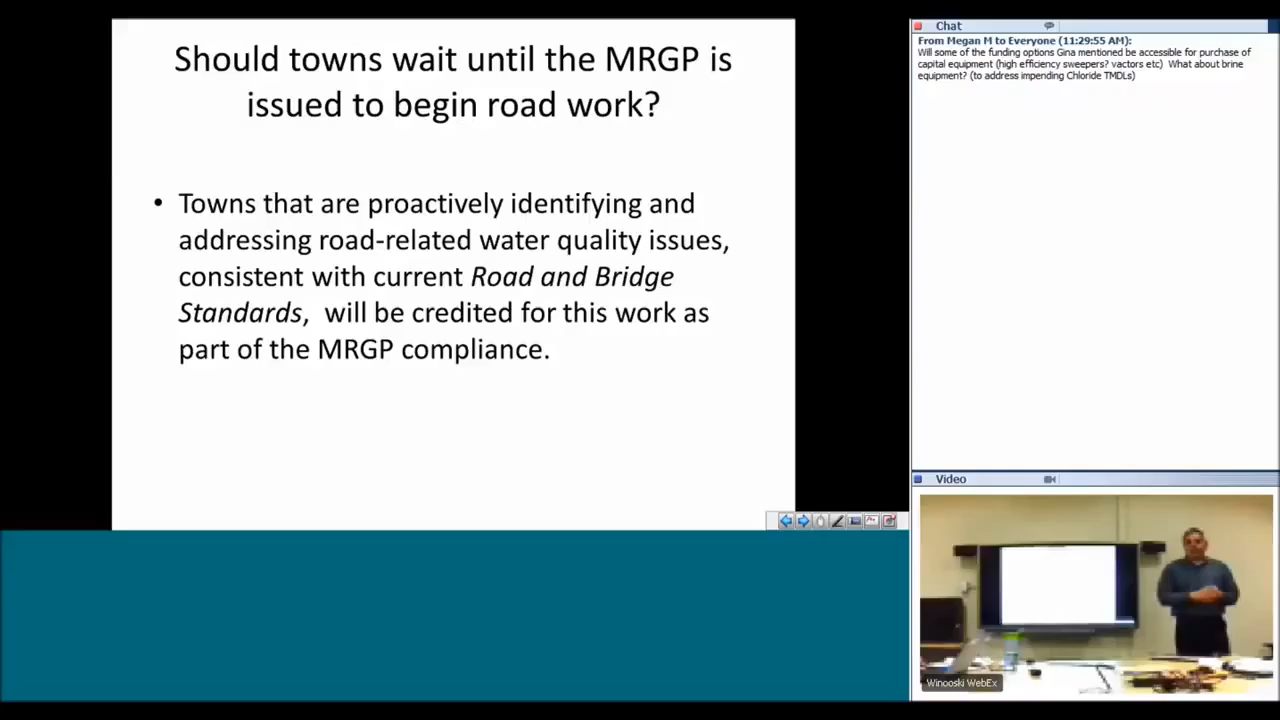 Should towns wait until the MRGP is
issued to begin road work?
• Towns that are proactively identifying and
addressing road-related water quality issues,
consistent with current Road and Bridge
Standards,  will be credited for this work as
part of the MRGP compliance.
Chat
From Megan M to Everyone (11:29:55 AM):
Will some of the funding options Gina mentioned be accessible for purchase of
capital equipment (high efficiency sweepers? vactors etc)  What about brine
equipment? (to address impending Chloride TMDLs)
Video
Winooski WebEx